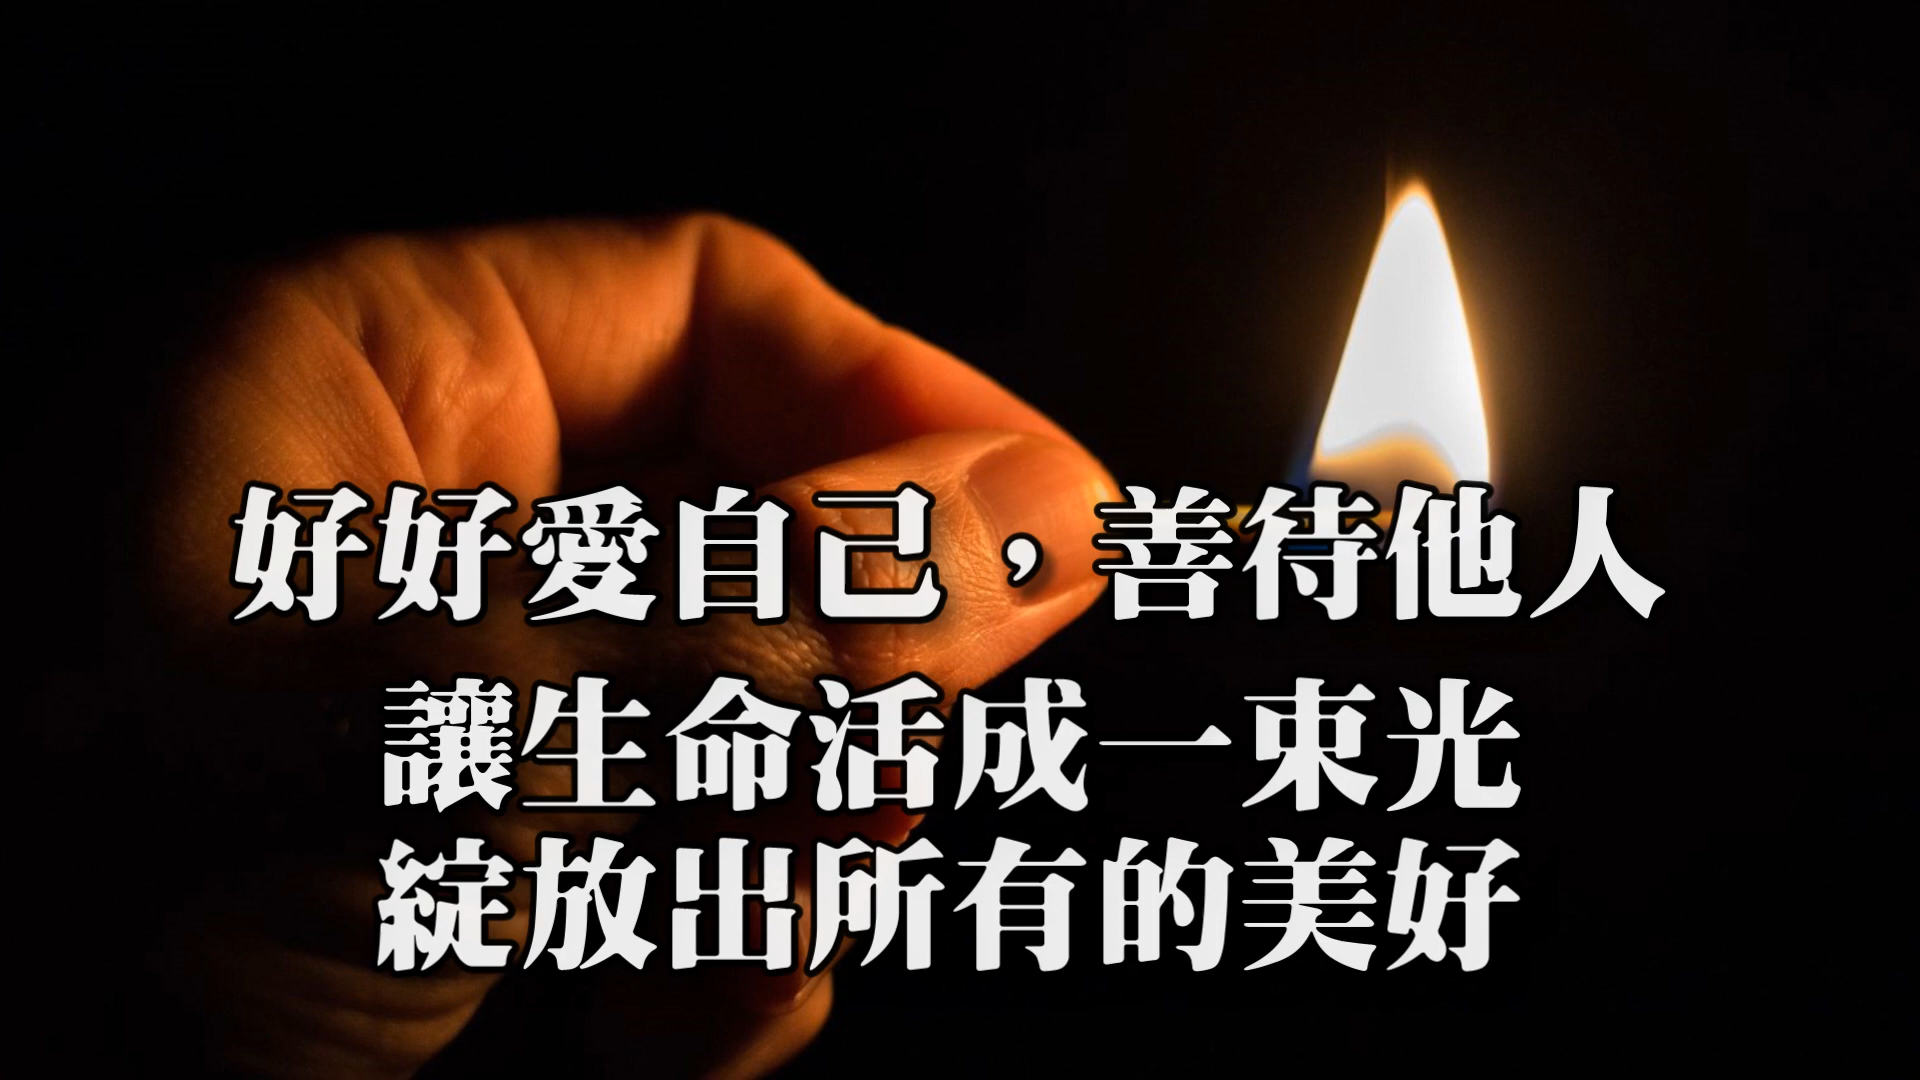 好好愛自己，善待他人
讓生命活成一束光
綻放出所有的美好